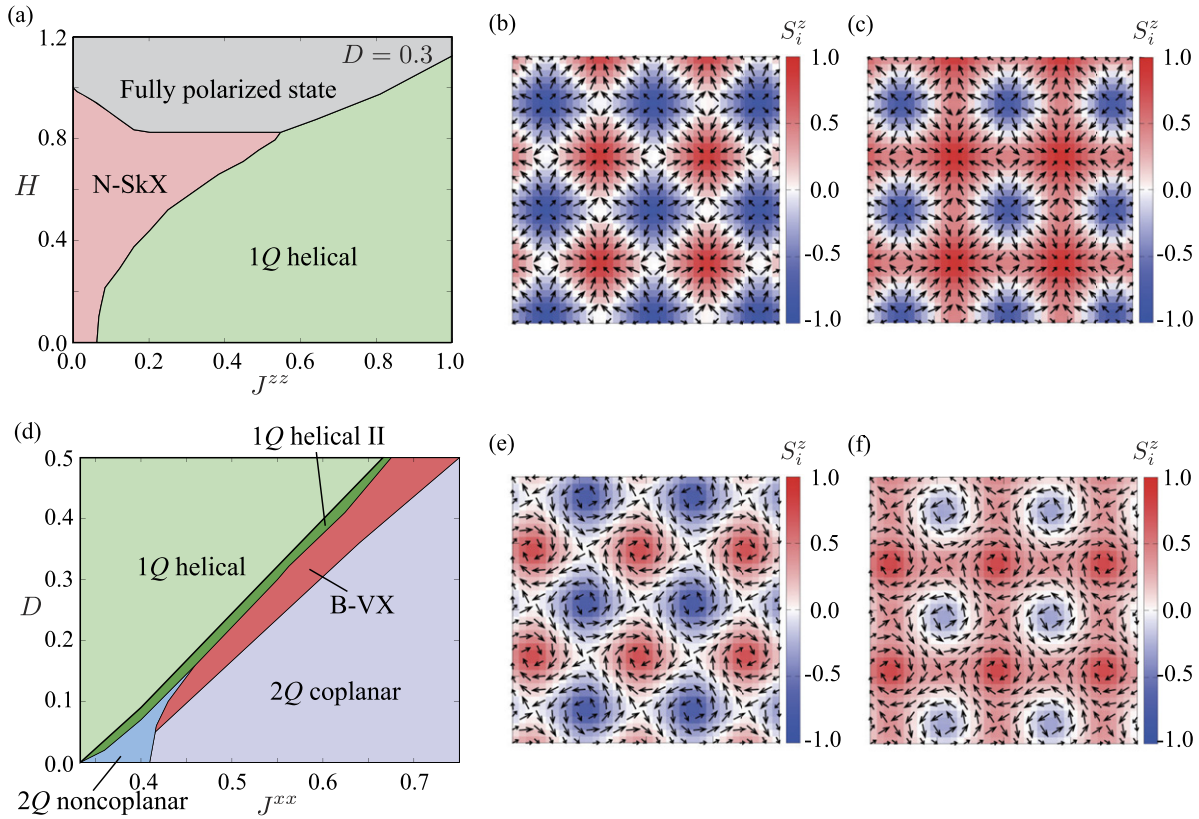 (a)
1.2
0.8
0.4
0.0
H
D = 0.3
Fully polarized state
N-SkX
1Q helical
0.0 0.2 0.4 0.6 0.8 1.0
J^{zz}
(b)
S_i^z
1.0
0.5
0.0
-0.5
-1.0
(c)
S_i^z
1.0
0.5
0.0
-0.5
-1.0
(d)
1Q helical II
0.5
0.4
0.3
0.2
0.1
0.0
D
1Q helical
B-VX
2Q coplanar
0.4 0.5 0.6 0.7
2Q noncoplanar
J^{xx}
(e)
S_i^z
1.0
0.5
0.0
-0.5
-1.0
(f)
S_i^z
1.0
0.5
0.0
-0.5
-1.0